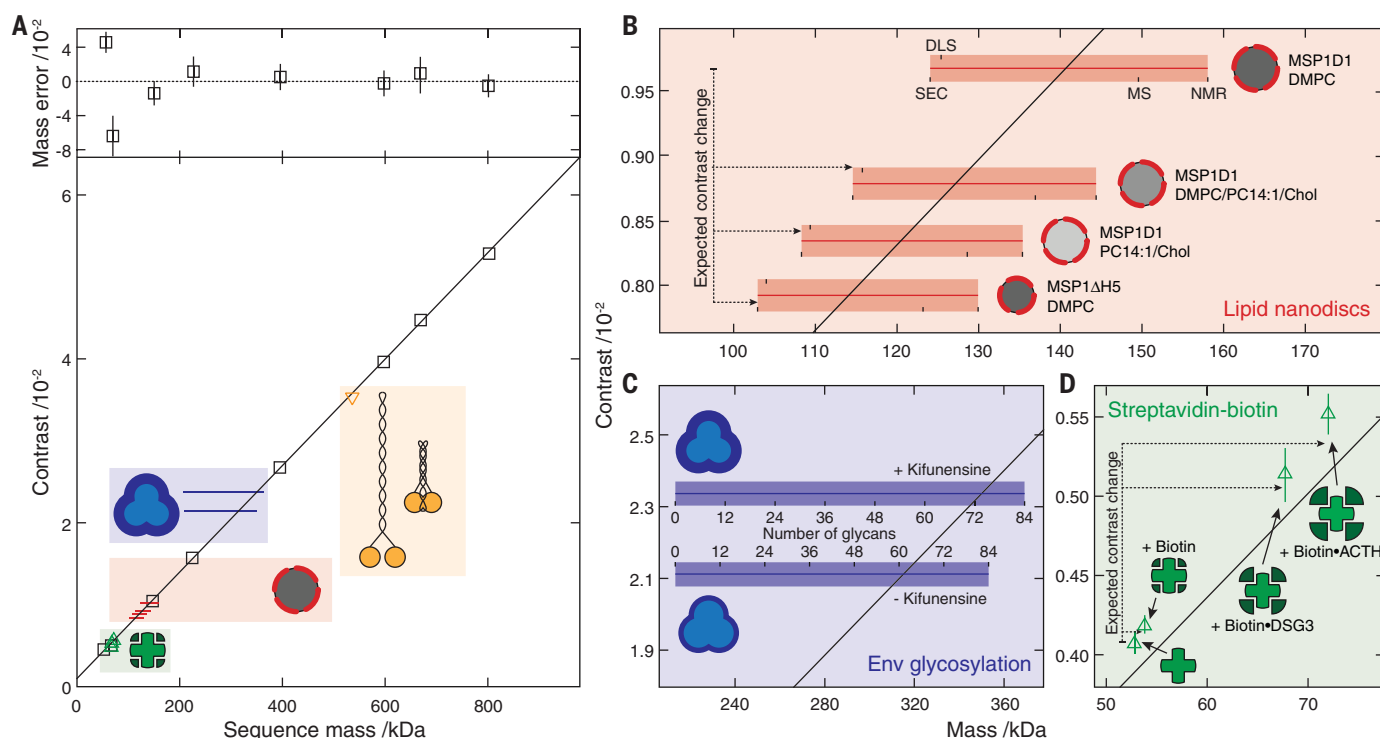 A
Mass error /10⁻²
4
0
-4
-8
Contrast /10⁻²
6
4
2
0
0
200
400
600
800
Sequence mass /kDa
B
Contrast /10⁻²
0.95
0.90
0.85
0.80
Expected contrast change
DLS
SEC
MS
NMR
MSP1D1
DMPC
MSP1D1
DMPC/PC14:1/Chol
MSP1D1
PC14:1/Chol
MSP1ΔH5
DMPC
Lipid nanodiscs
100
110
120
130
140
150
160
170
C
2.5
2.3
2.1
1.9
+ Kifunensine
0
12
24
36
48
60
72
84
Number of glycans
0
12
24
36
48
60
72
84
- Kifunensine
Env glycosylation
240
280
320
360
Mass /kDa
D
Streptavidin-biotin
0.55
0.50
0.45
0.40
Expected contrast change
+ Biotin
+ Biotin•ACTH
+ Biotin•DSG3
50
60
70